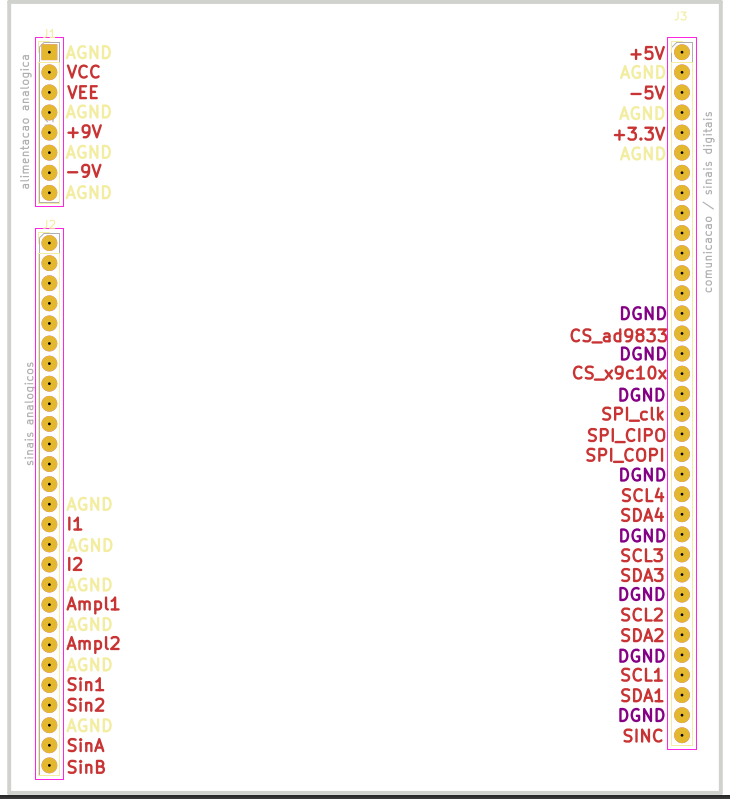 J1
AGND
VCC
VEE
AGND
+9V
AGND
-9V
AGND
alimentacao analogica
J2
sinais analogicos
AGND
I1
AGND
I2
AGND
Ampl1
AGND
Ampl2
AGND
Sin1
Sin2
AGND
SinA
SinB
J3
+5V
AGND
-5V
AGND
+3.3V
AGND
comunicacao / sinais digitais
DGND
CS_ad9833
DGND
CS_x9c10x
DGND
SPI_clk
SPI_CIPO
SPI_COPI
DGND
SCL4
SDA4
DGND
SCL3
SDA3
DGND
SCL2
SDA2
DGND
SCL1
SDA1
DGND
SINC